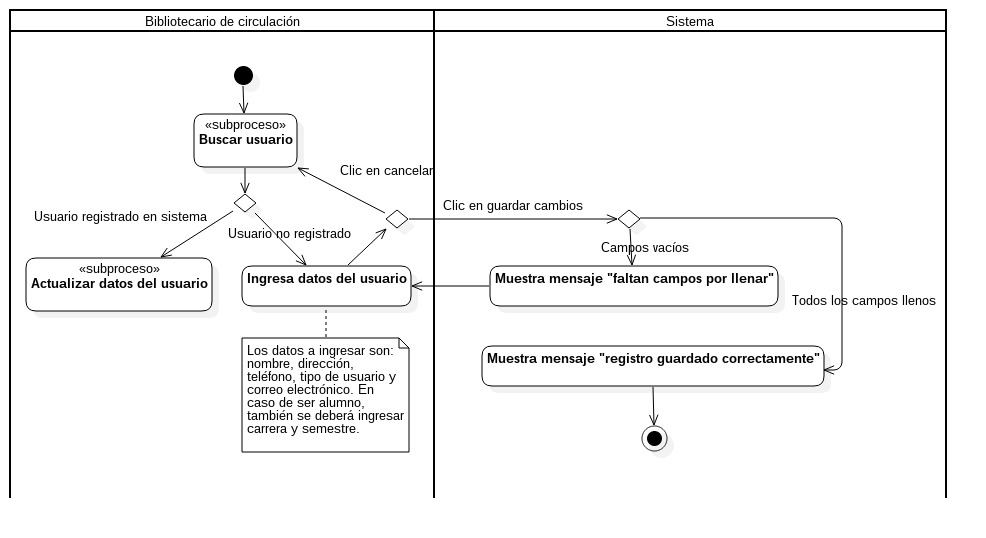 Bibliotecario de circulación
Sistema
«subproceso»
Buscar usuario
Clic en cancelar
Clic en guardar cambios
Usuario registrado en sistema
Usuario no registrado
Campos vacíos
«subproceso»
Actualizar datos del usuario
Ingresa datos del usuario
Muestra mensaje "faltan campos por llenar"
Todos los campos llenos
Muestra mensaje "registro guardado correctamente"
Los datos a ingresar son:
nombre, dirección,
teléfono, tipo de usuario y
correo electrónico. En
caso de ser alumno,
también se deberá ingresar
carrera y semestre.